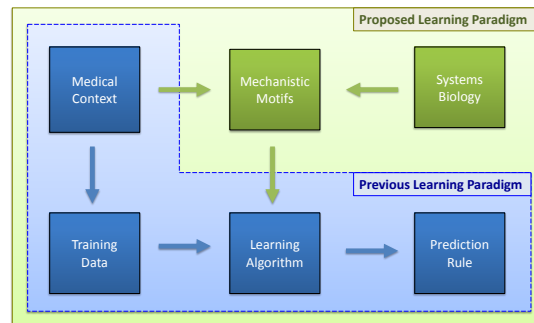 Proposed Learning Paradigm
Medical
Context
Mechanistic
Motifs
Systems
Biology
Previous Learning Paradigm
Training
Data
Learning
Algorithm
Prediction
Rule